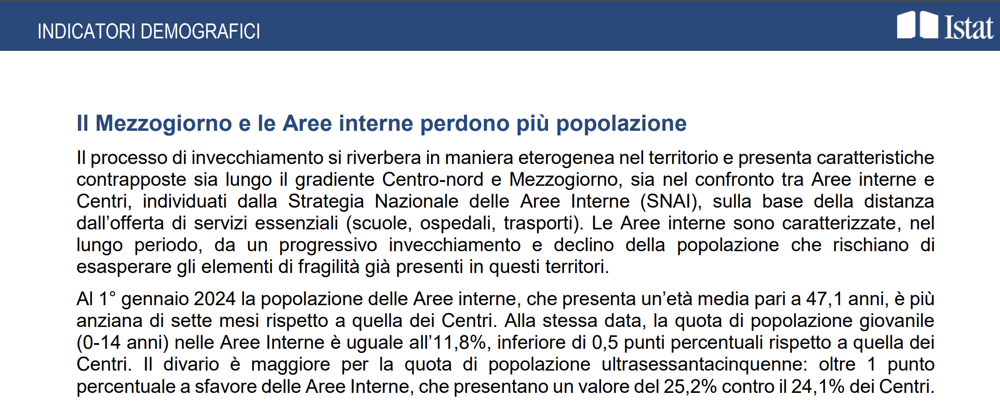 INDICATORI DEMOGRAFICI
Istat
Il Mezzogiorno e le Aree interne perdono più popolazione
Il processo di invecchiamento si riverbera in maniera eterogenea nel territorio e presenta caratteristiche
contrapposte sia lungo il gradiente Centro-nord e Mezzogiorno, sia nel confronto tra Aree interne e
Centri, individuati dalla Strategia Nazionale delle Aree Interne (SNAI), sulla base della distanza
dall’offerta di servizi essenziali (scuole, ospedali, trasporti). Le Aree interne sono caratterizzate, nel
lungo periodo, da un progressivo invecchiamento e declino della popolazione che rischiano di
esasperare gli elementi di fragilità già presenti in questi territori.
Al 1° gennaio 2024 la popolazione delle Aree interne, che presenta un’età media pari a 47,1 anni, è più
anziana di sette mesi rispetto a quella dei Centri. Alla stessa data, la quota di popolazione giovanile
(0-14 anni) nelle Aree Interne è uguale all’11,8%, inferiore di 0,5 punti percentuali rispetto a quella dei
Centri. Il divario è maggiore per la quota di popolazione ultrasessantacinquenne: oltre 1 punto
percentuale a sfavore delle Aree Interne, che presentano un valore del 25,2% contro il 24,1% dei Centri.